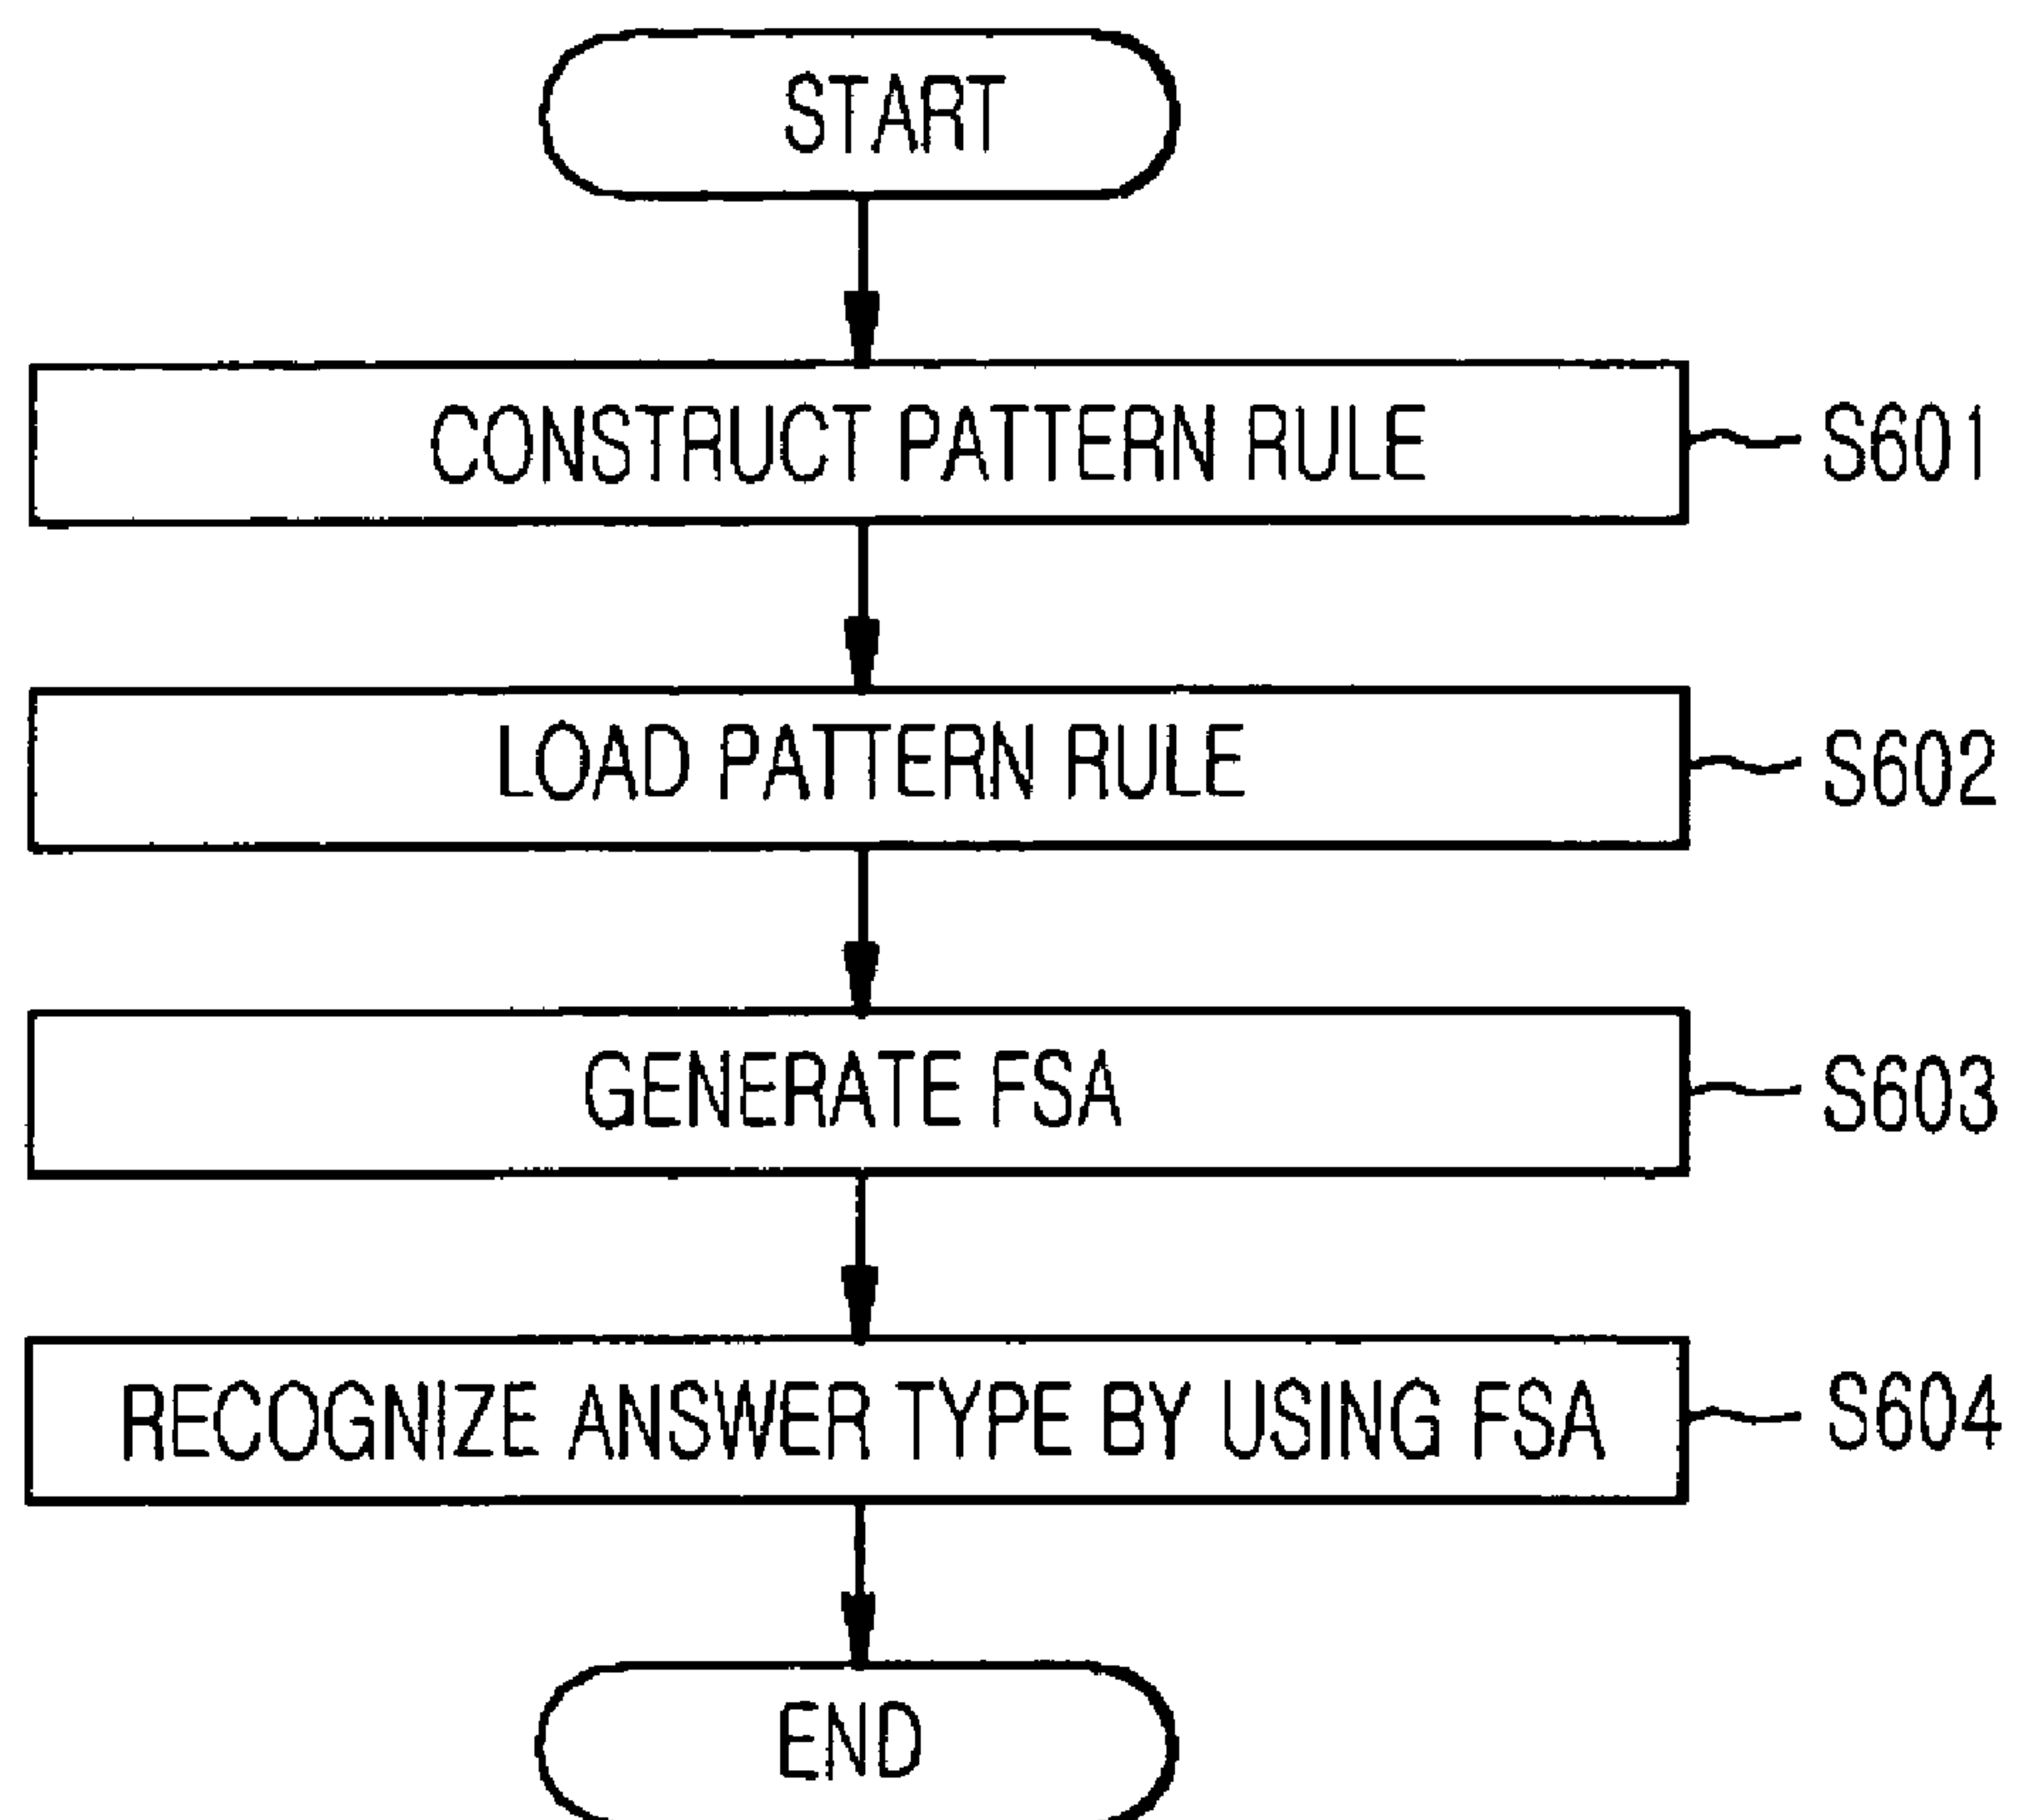 START
CONSTRUCT PATTERN RULE
S601
LOAD PATTERN RULE
S602
GENERATE FSA
S603
RECOGNIZE ANSWER TYPE BY USING FSA
S604
END